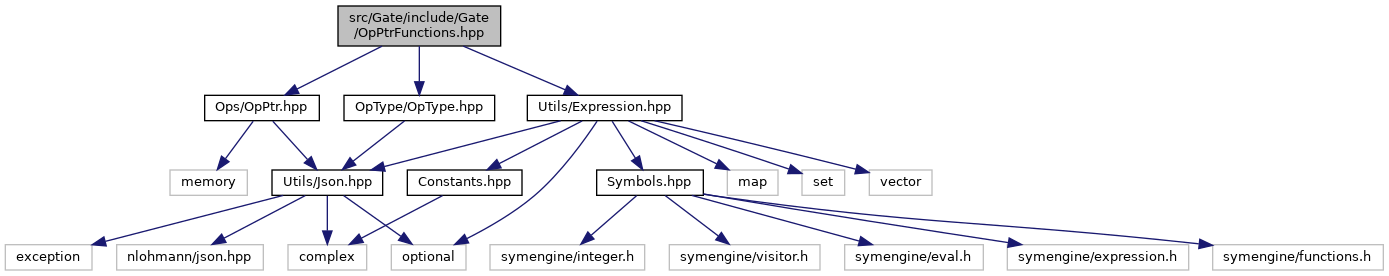 src/Gate/include/Gate
/OpPtrFunctions.hpp
Ops/OpPtr.hpp
OpType/OpType.hpp
Utils/Expression.hpp
memory
Utils/Json.hpp
Constants.hpp
Symbols.hpp
map
set
vector
exception
nlohmann/json.hpp
complex
optional
symengine/integer.h
symengine/visitor.h
symengine/eval.h
symengine/expression.h
symengine/functions.h